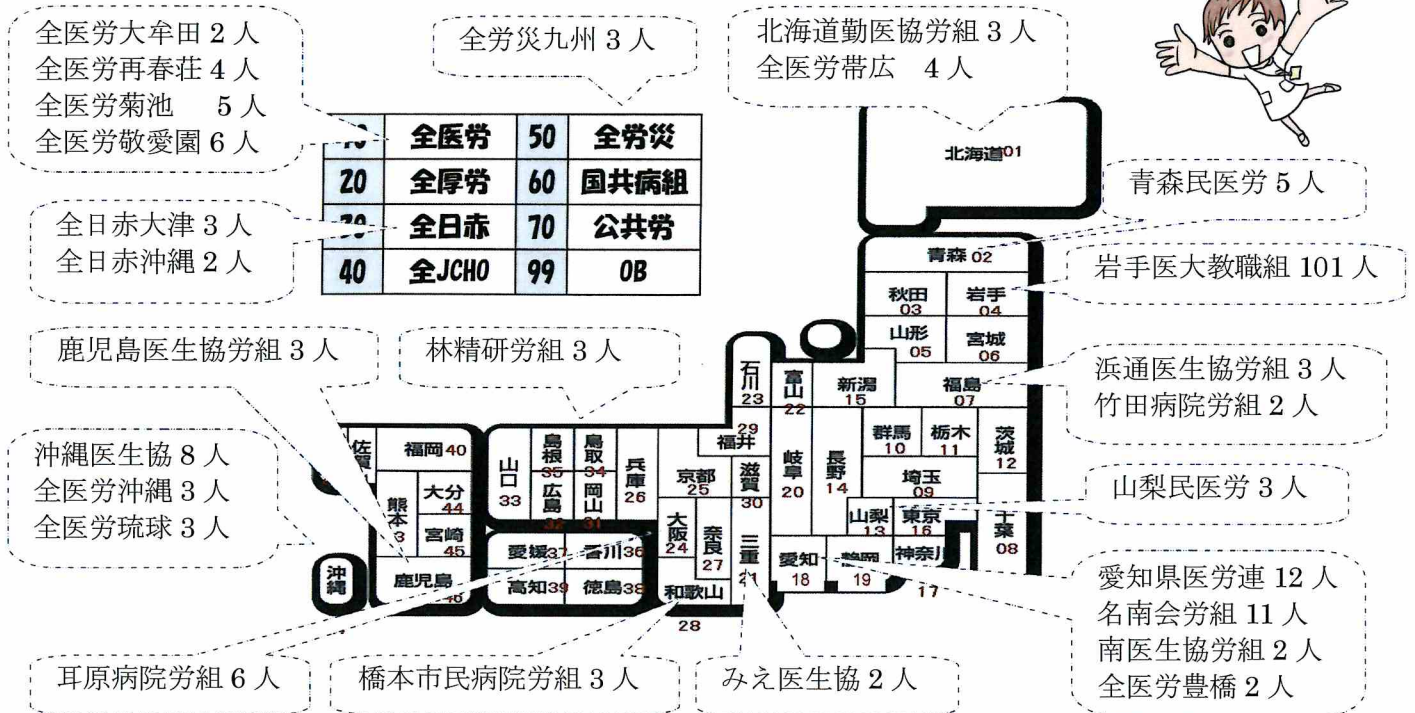 全医労大牟田 2 人
全医労再春荘 4 人
全医労菊池 5 人
全医労敬愛園 6 人
全労災九州 3 人
北海道勤医協労組 3 人
全医労帯広 4 人
全医労 50 全労災
20 全厚労 60 国共病組
全日赤 70 公共労
40 全JCHO 99 OB
全日赤大津 3 人
全日赤沖縄 2 人
北海道01
青森民医労 5 人
青森 02
岩手医大教職組 101 人
秋田 03
岩手 04
山形 05
宮城 06
鹿児島医生協労組 3 人
林精研労組 3 人
石川 23
富山 22
新潟 15
福島 07
浜通医生協労組 3 人
竹田病院労組 2 人
沖縄医生協 8 人
全医労沖縄 3 人
全医労琉球 3 人
佐賀
福岡40
大分 44
熊本
宮崎 45
鹿児島
沖縄
山口 33
島根 35
鳥取 34
広島 32
岡山 31
兵庫 26
福井 29
京都 25
滋賀 30
岐阜 20
長野 14
群馬 10
栃木 11
茨城 12
埼玉 09
山梨 13
東京 16
千葉 08
神奈川 17
山梨民医労 3 人
愛媛37
香川36
高知39
徳島38
大阪 24
奈良 27
三重 21
和歌山 28
愛知 18
静岡 19
愛知県医労連 12 人
名南会労組 11 人
南医生協労組 2 人
全医労豊橋 2 人
耳原病院労組 6 人
橋本市民病院労組 3 人
みえ医生協 2 人